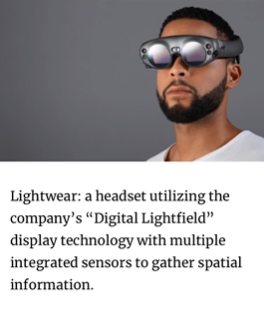 Lightwear: a headset utilizing the
company’s “Digital Lightfield”
display technology with multiple
integrated sensors to gather spatial
information.